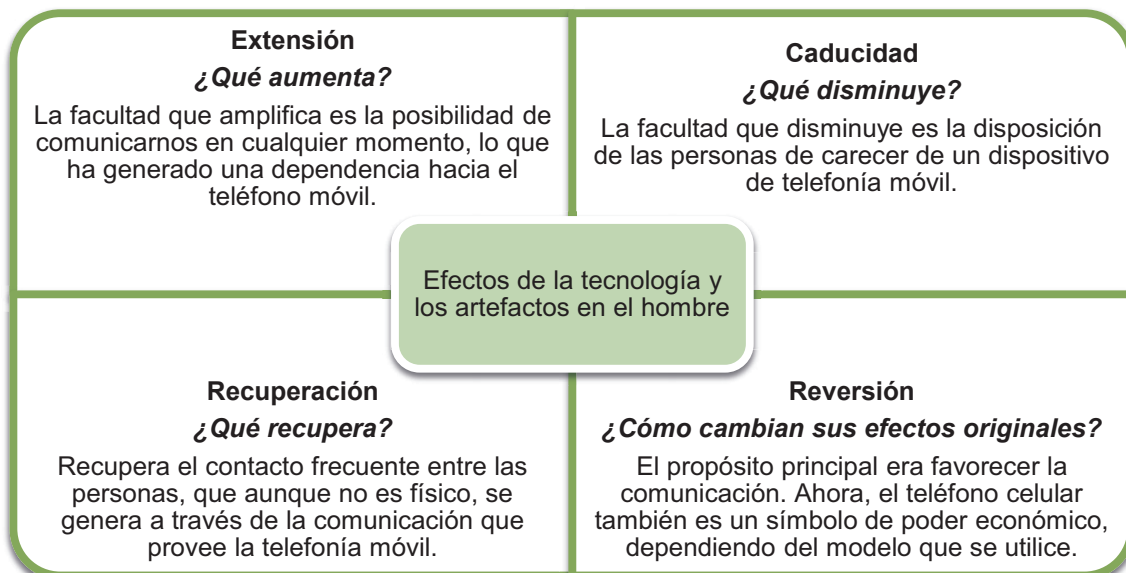 Extensión
¿Qué aumenta?
La facultad que amplifica es la posibilidad de
comunicarnos en cualquier momento, lo que
ha generado una dependencia hacia el
teléfono móvil.
Caducidad
¿Qué disminuye?
La facultad que disminuye es la disposición
de las personas de carecer de un dispositivo
de telefonía móvil.
Efectos de la tecnología y
los artefactos en el hombre
Recuperación
¿Qué recupera?
Recupera el contacto frecuente entre las
personas, que aunque no es físico, se
genera a través de la comunicación que
provee la telefonía móvil.
Reversión
¿Cómo cambian sus efectos originales?
El propósito principal era favorecer la
comunicación. Ahora, el teléfono celular
también es un símbolo de poder económico,
dependiendo del modelo que se utilice.